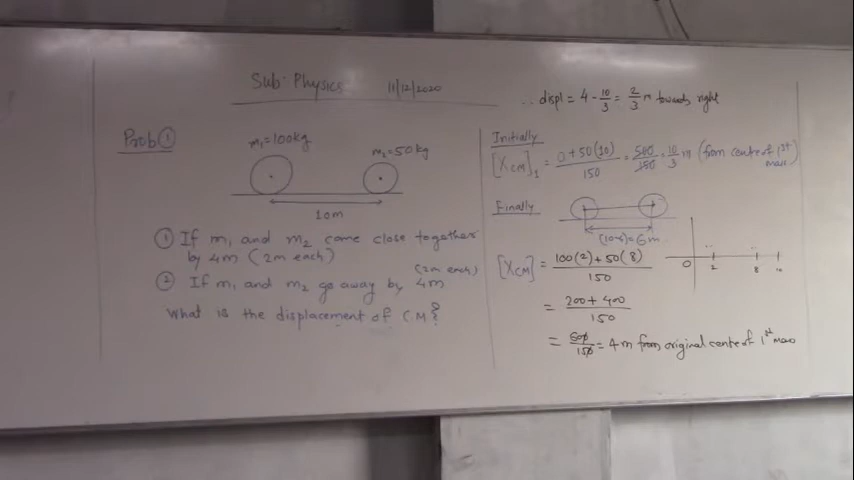 Sub: Physics 11/12/2020
Prob ①
m₁=100kg
m₂=50kg
10m
① If m₁ and m₂ come close together
by 4m (2m each)
② If m₁ and m₂ go away by 4m (2m each)
What is the displacement of C.M?
∴ displ = 4 - 10/3 = 2/3 m towards right
Initially
[X_CM]₁ = 0+50(10)/150 = 500/150 = 10/3 m (from centre of 1st mass)
Finally
(10-4)=6m
[X_CM] = 100(2)+50(8)/150
0 2 8 10
= 200+400/150
= 600/150 = 4m from original centre of 1st mass